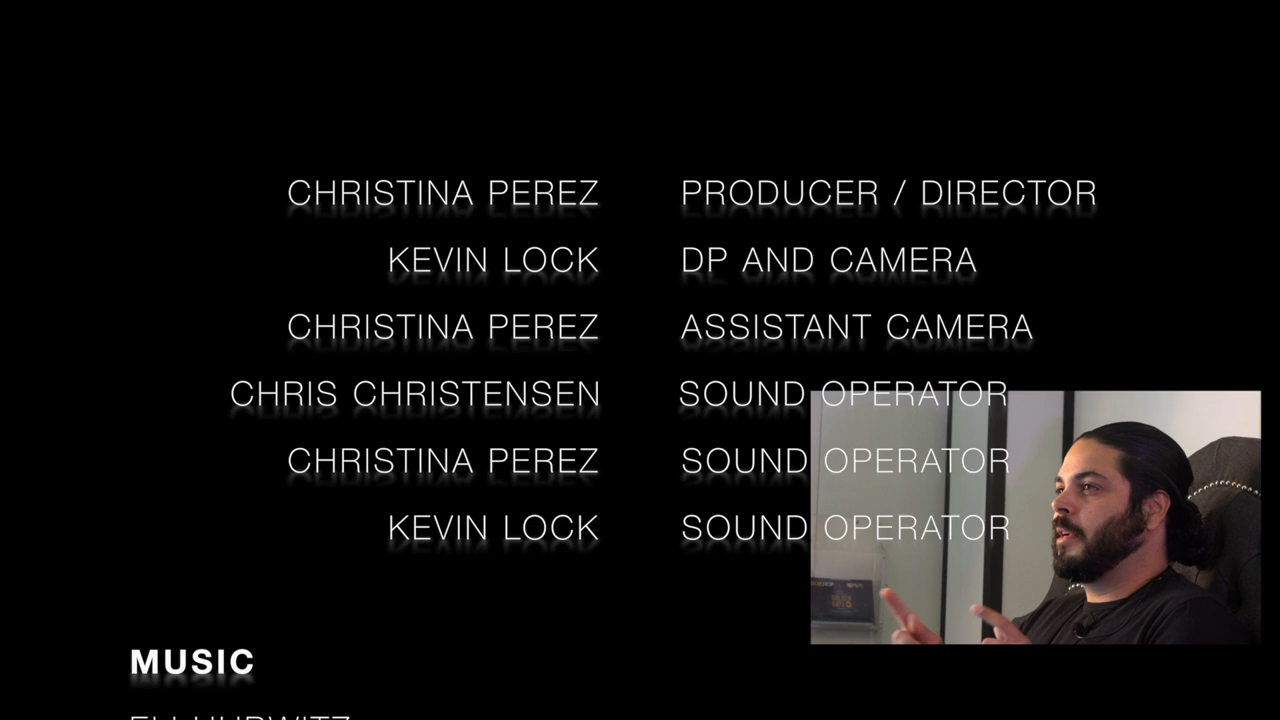 CHRISTINA PEREZ PRODUCER / DIRECTOR
KEVIN LOCK DP AND CAMERA
CHRISTINA PEREZ ASSISTANT CAMERA
CHRIS CHRISTENSEN SOUND OPERATOR
CHRISTINA PEREZ SOUND OPERATOR
KEVIN LOCK SOUND OPERATOR
MUSIC